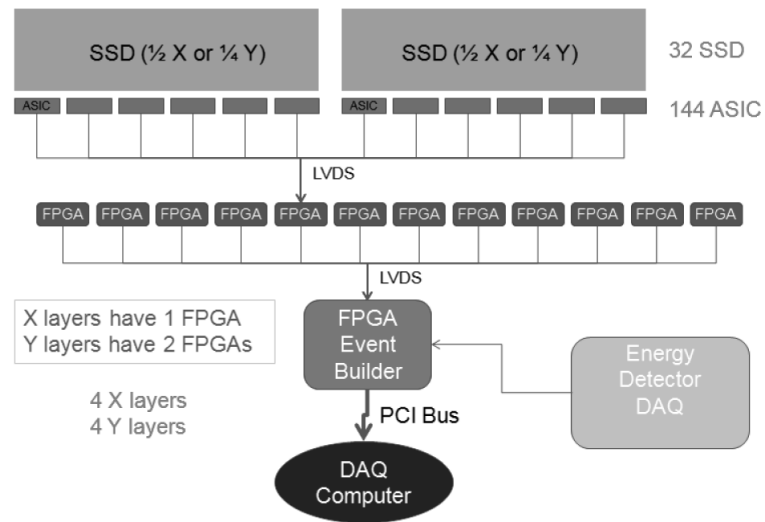 SSD (½ X or ¼ Y)
SSD (½ X or ¼ Y)
32 SSD
ASIC
ASIC
144 ASIC
LVDS
FPGA FPGA FPGA FPGA FPGA FPGA FPGA FPGA FPGA FPGA FPGA FPGA
LVDS
X layers have 1 FPGA
Y layers have 2 FPGAs
FPGA
Event
Builder
Energy
Detector
DAQ
4 X layers
4 Y layers
PCI Bus
DAQ
Computer